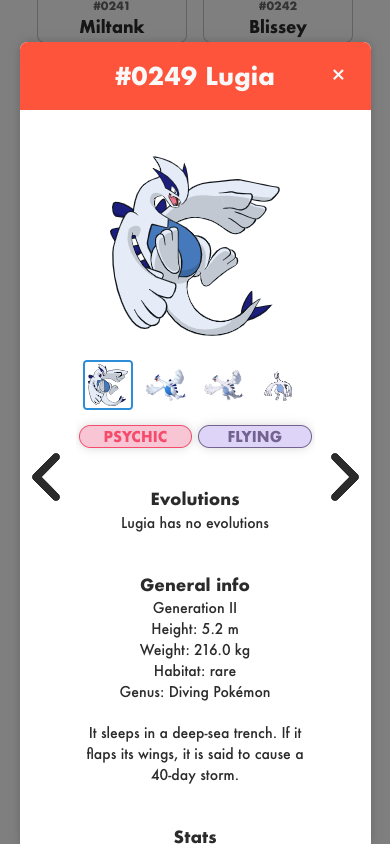 #0241 #0242
Miltank Blissey
#0249 Lugia ×
PSYCHIC FLYING
Evolutions
Lugia has no evolutions
General info
Generation II
Height: 5.2 m
Weight: 216.0 kg
Habitat: rare
Genus: Diving Pokémon
It sleeps in a deep-sea trench. If it
flaps its wings, it is said to cause a
40-day storm.
Stats